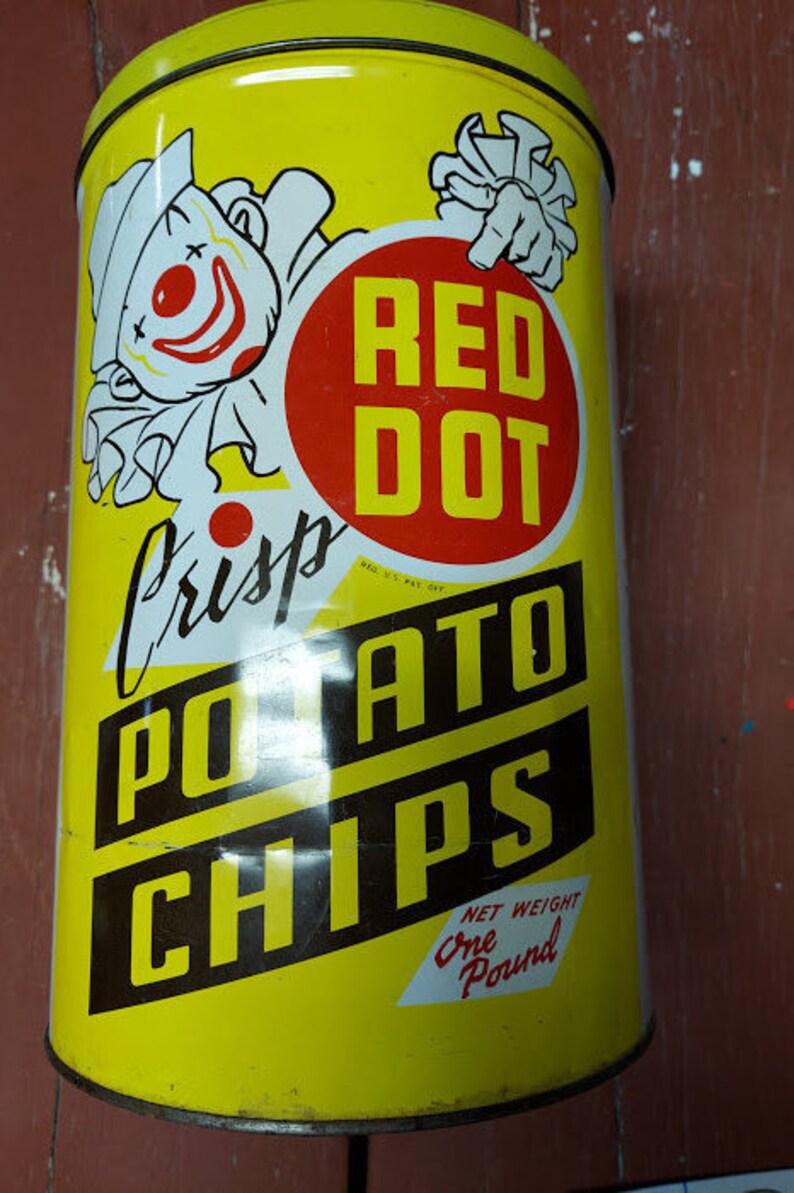 RED
DOT
Crisp
REG. U.S. PAT. OFF.
POTATO
CHIPS
NET WEIGHT
One
Pound